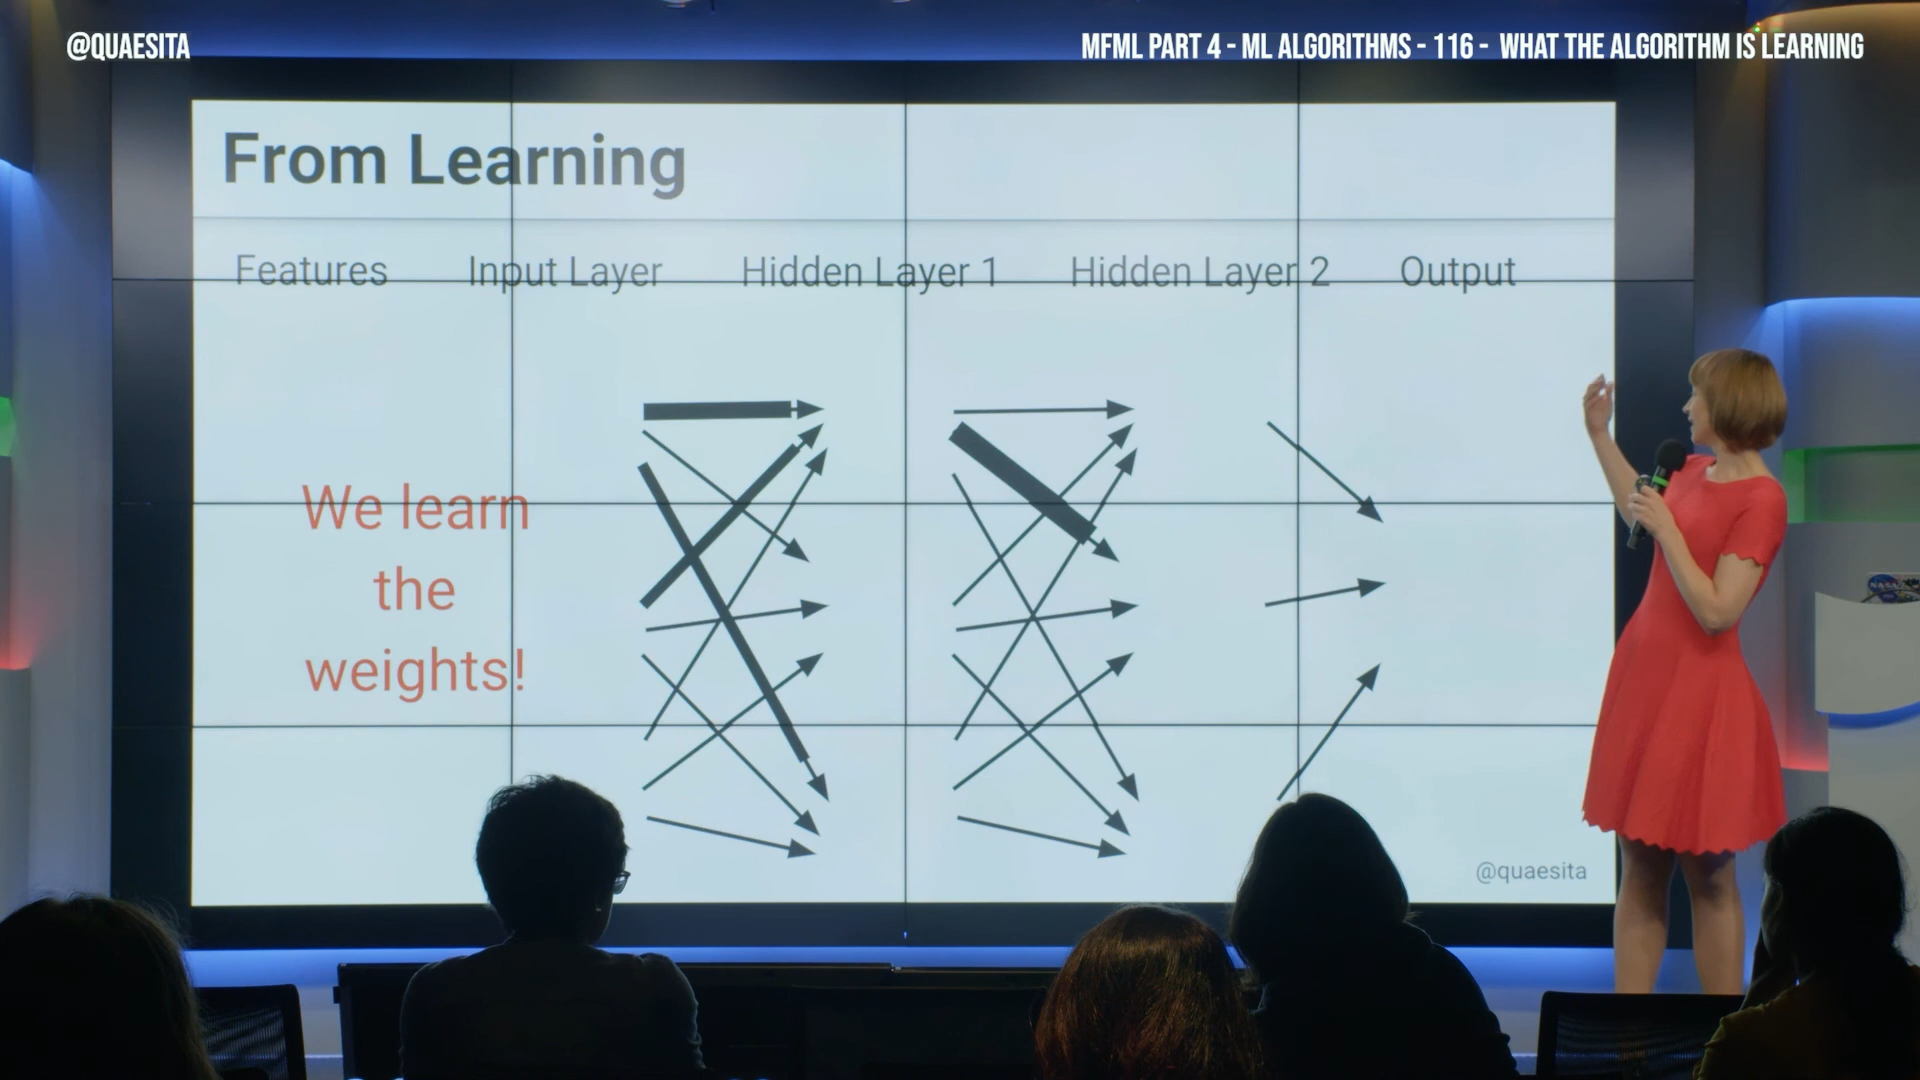 @QUAESITA
MFML PART 4 - ML ALGORITHMS - 116 - WHAT THE ALGORITHM IS LEARNING
From Learning
Features Input Layer Hidden Layer 1 Hidden Layer 2 Output
We learn
the
weights!
@quaesita
NASA